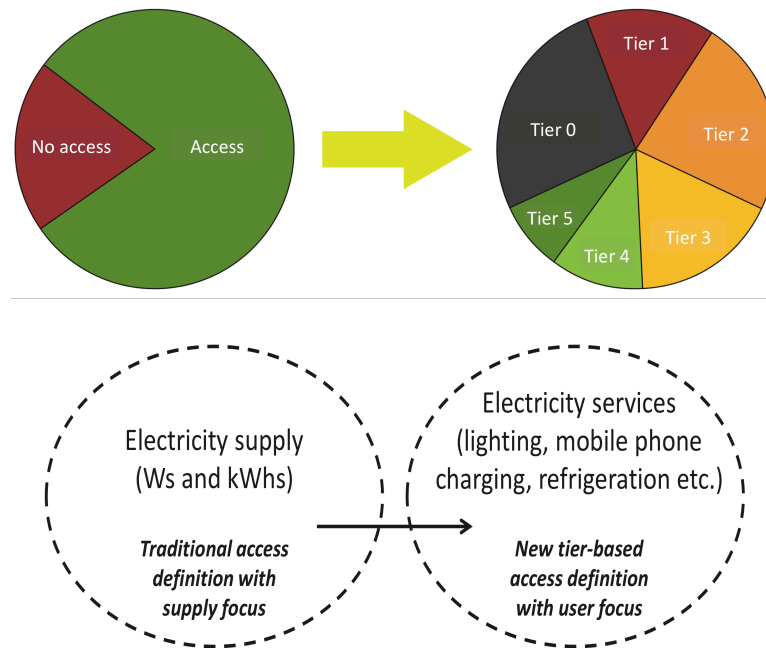 No access
Access
Tier 0
Tier 1
Tier 2
Tier 3
Tier 4
Tier 5
Electricity supply
(Ws and kWhs)
Traditional access
definition with
supply focus
Electricity services
(lighting, mobile phone
charging, refrigeration etc.)
New tier-based
access definition
with user focus